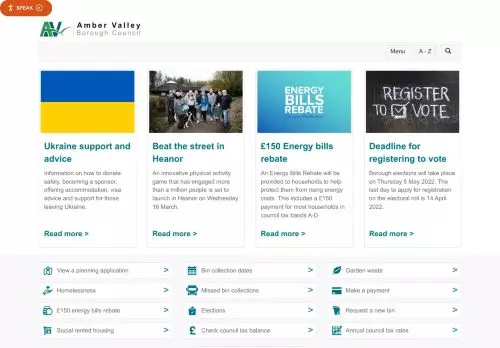 SPEAK
Amber Valley
Borough Council
Menu
A - Z
ENERGY
BILLS
REBATE
REGISTER
TO VOTE
Ukraine support and
advice
Information on how to donate
safely, becoming a sponsor,
offering accommodation, visa
advice and support for those
leaving Ukraine.
Read more >
Beat the street in
Heanor
An innovative physical activity
game that has engaged more
than a million people is set to
launch in Heanor on Wednesday
16 March.
Read more >
£150 Energy bills
rebate
An Energy Bills Rebate will be
provided to households to help
protect them from rising energy
costs. This includes a £150
payment for most households in
council tax bands A-D
Read more >
Deadline for
registering to vote
Borough elections will take place
on Thursday 5 May 2022. The
last day to apply for registration
on the electoral roll is 14 April
2022.
Read more >
View a planning application >
Bin collection dates >
Garden waste >
Homelessness >
Missed bin collections >
Make a payment >
£150 energy bills rebate >
Elections >
Request a new bin >
Social rented housing >
Check council tax balance >
Annual council tax rates >